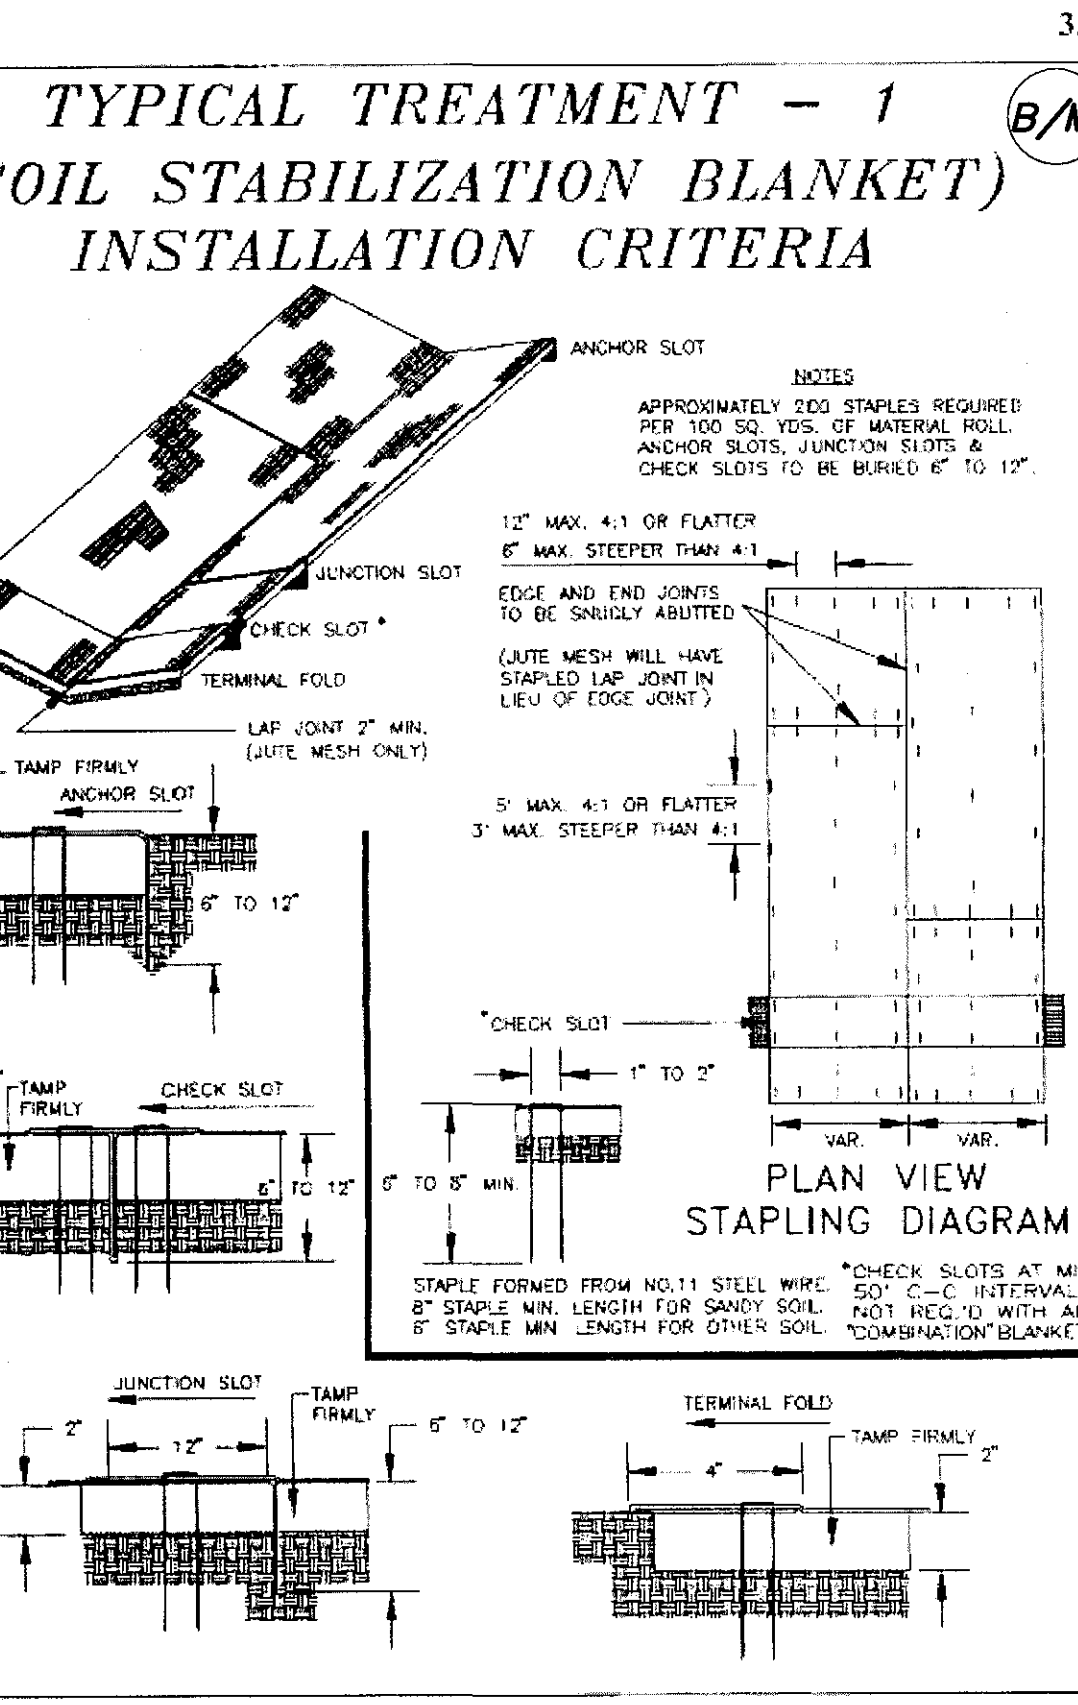 3.
TYPICAL TREATMENT - 1
B/M
OIL STABILIZATION BLANKET)
INSTALLATION CRITERIA
ANCHOR SLOT
NOTES
APPROXIMATELY 200 STAPLES REQUIRED
PER 100 SQ. YDS. OF MATERIAL ROLL.
ANCHOR SLOTS, JUNCTION SLOTS &
CHECK SLOTS TO BE BURIED 6" TO 12".
12" MAX. 4:1 OR FLATTER
6" MAX. STEEPER THAN 4:1
EDGE AND END JOINTS
TO BE SNUGLY ABUTTED
(JUTE MESH WILL HAVE
STAPLED LAP JOINT IN
LIEU OF EDGE JOINT)
JUNCTION SLOT
CHECK SLOT *
TERMINAL FOLD
LAP JOINT 2" MIN.
(JUTE MESH ONLY)
TAMP FIRMLY
ANCHOR SLOT
6" TO 12"
5' MAX. 4:1 OR FLATTER
3' MAX. STEEPER THAN 4:1
*CHECK SLOT
1" TO 2"
TAMP
FIRMLY
CHECK SLOT
6" TO 12"
6" TO 8" MIN.
VAR.
VAR.
PLAN VIEW
STAPLING DIAGRAM
STAPLE FORMED FROM NO.11 STEEL WIRE.
8" STAPLE MIN. LENGTH FOR SANDY SOIL.
6" STAPLE MIN LENGTH FOR OTHER SOIL.
*CHECK SLOTS AT MI
50' C-C INTERVAL
NOT REQ.'D WITH A
"COMBINATION" BLANKET
JUNCTION SLOT
TAMP
FIRMLY
2"
12"
6" TO 12"
TERMINAL FOLD
TAMP FIRMLY
4"
2"